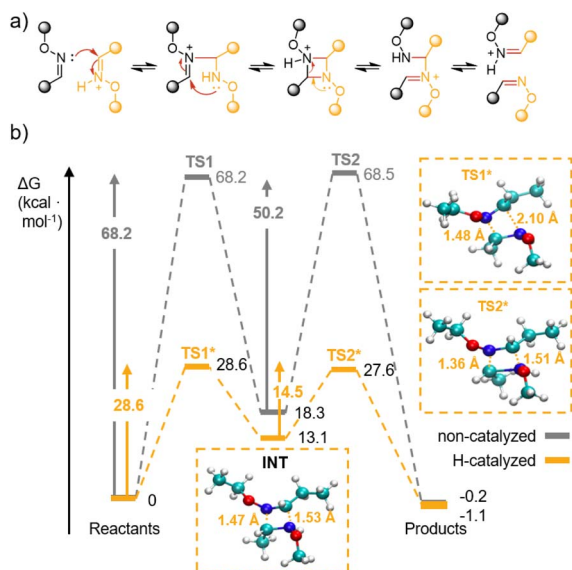 a)
O N: H N + O
O N + HN O
O N + H N O
O HN N + O
O N + H N O
b)
ΔG
(kcal ·
mol⁻¹)
TS1
68.2
TS2
68.5
68.2
50.2
TS1*
28.6
TS2*
27.6
28.6
14.5
18.3
13.1
INT
0
-0.2
-1.1
Reactants
Products
1.47 Å
1.53 Å
TS1*
2.10 Å
1.48 Å
TS2*
1.36 Å
1.51 Å
non-catalyzed
H-catalyzed